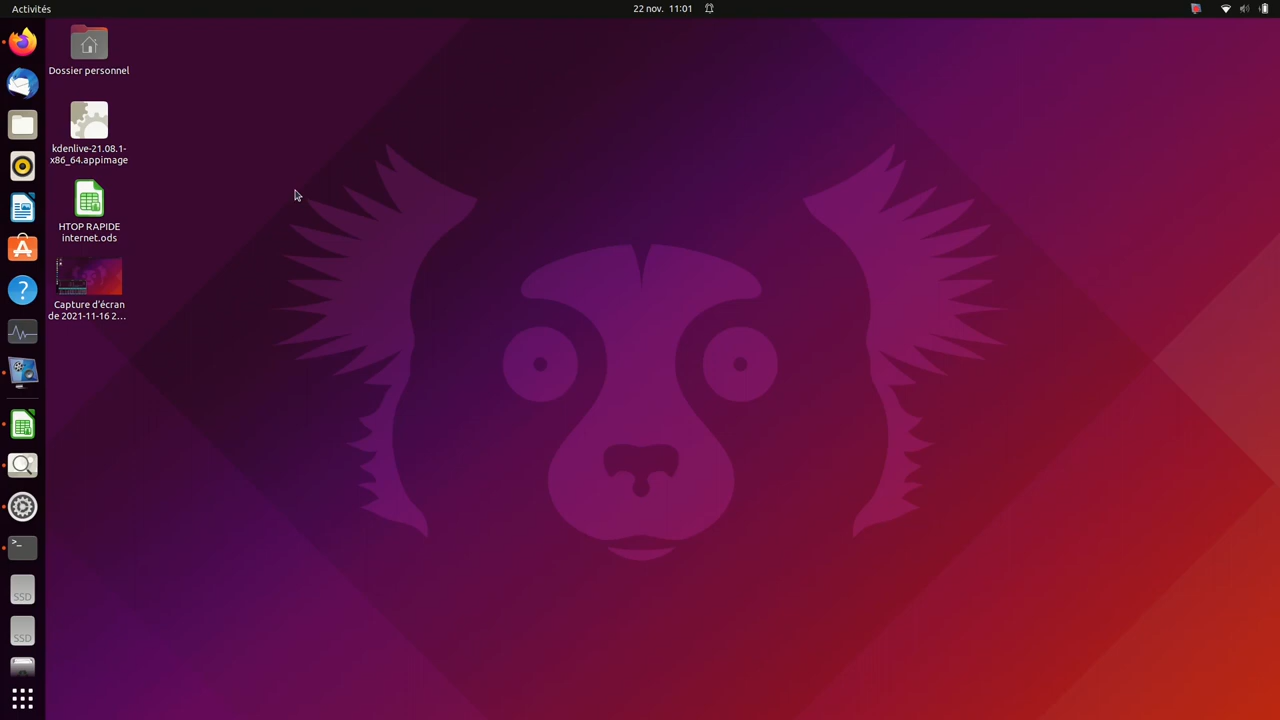 Activités
22 nov. 11:01
Dossier personnel
kdenlive-21.08.1-
x86_64.appimage
HTOP RAPIDE
internet.ods
Capture d'écran
de 2021-11-16 2…
?
>_
SSD
SSD